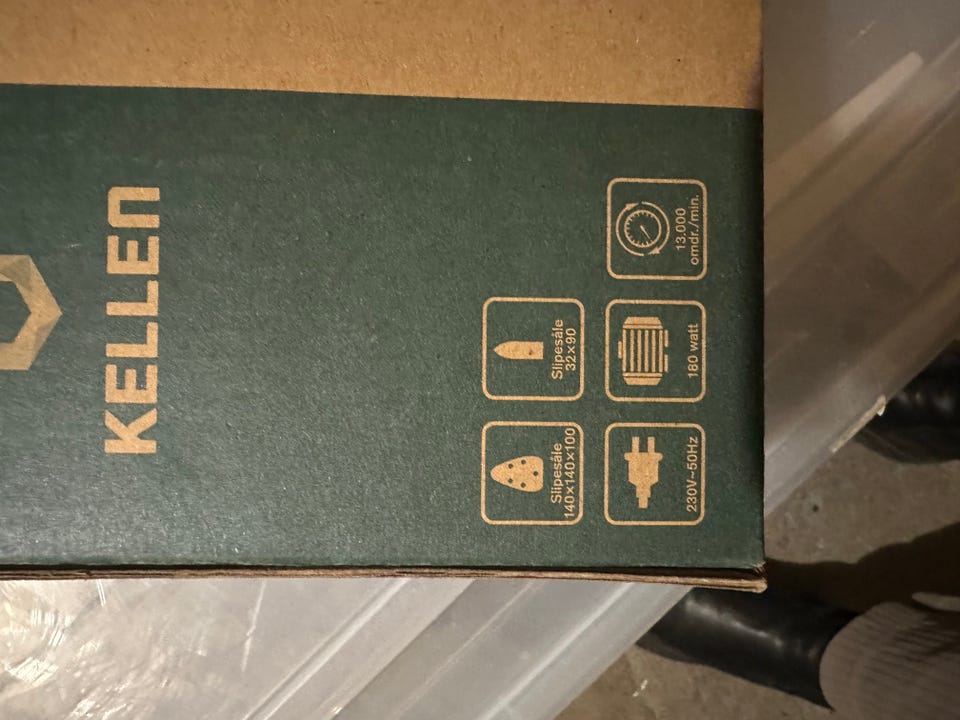 KELLEN
Slipesåle
140×140×100
Slipesåle
32×90
230V~50Hz
180 watt
13.000
omdr./min.